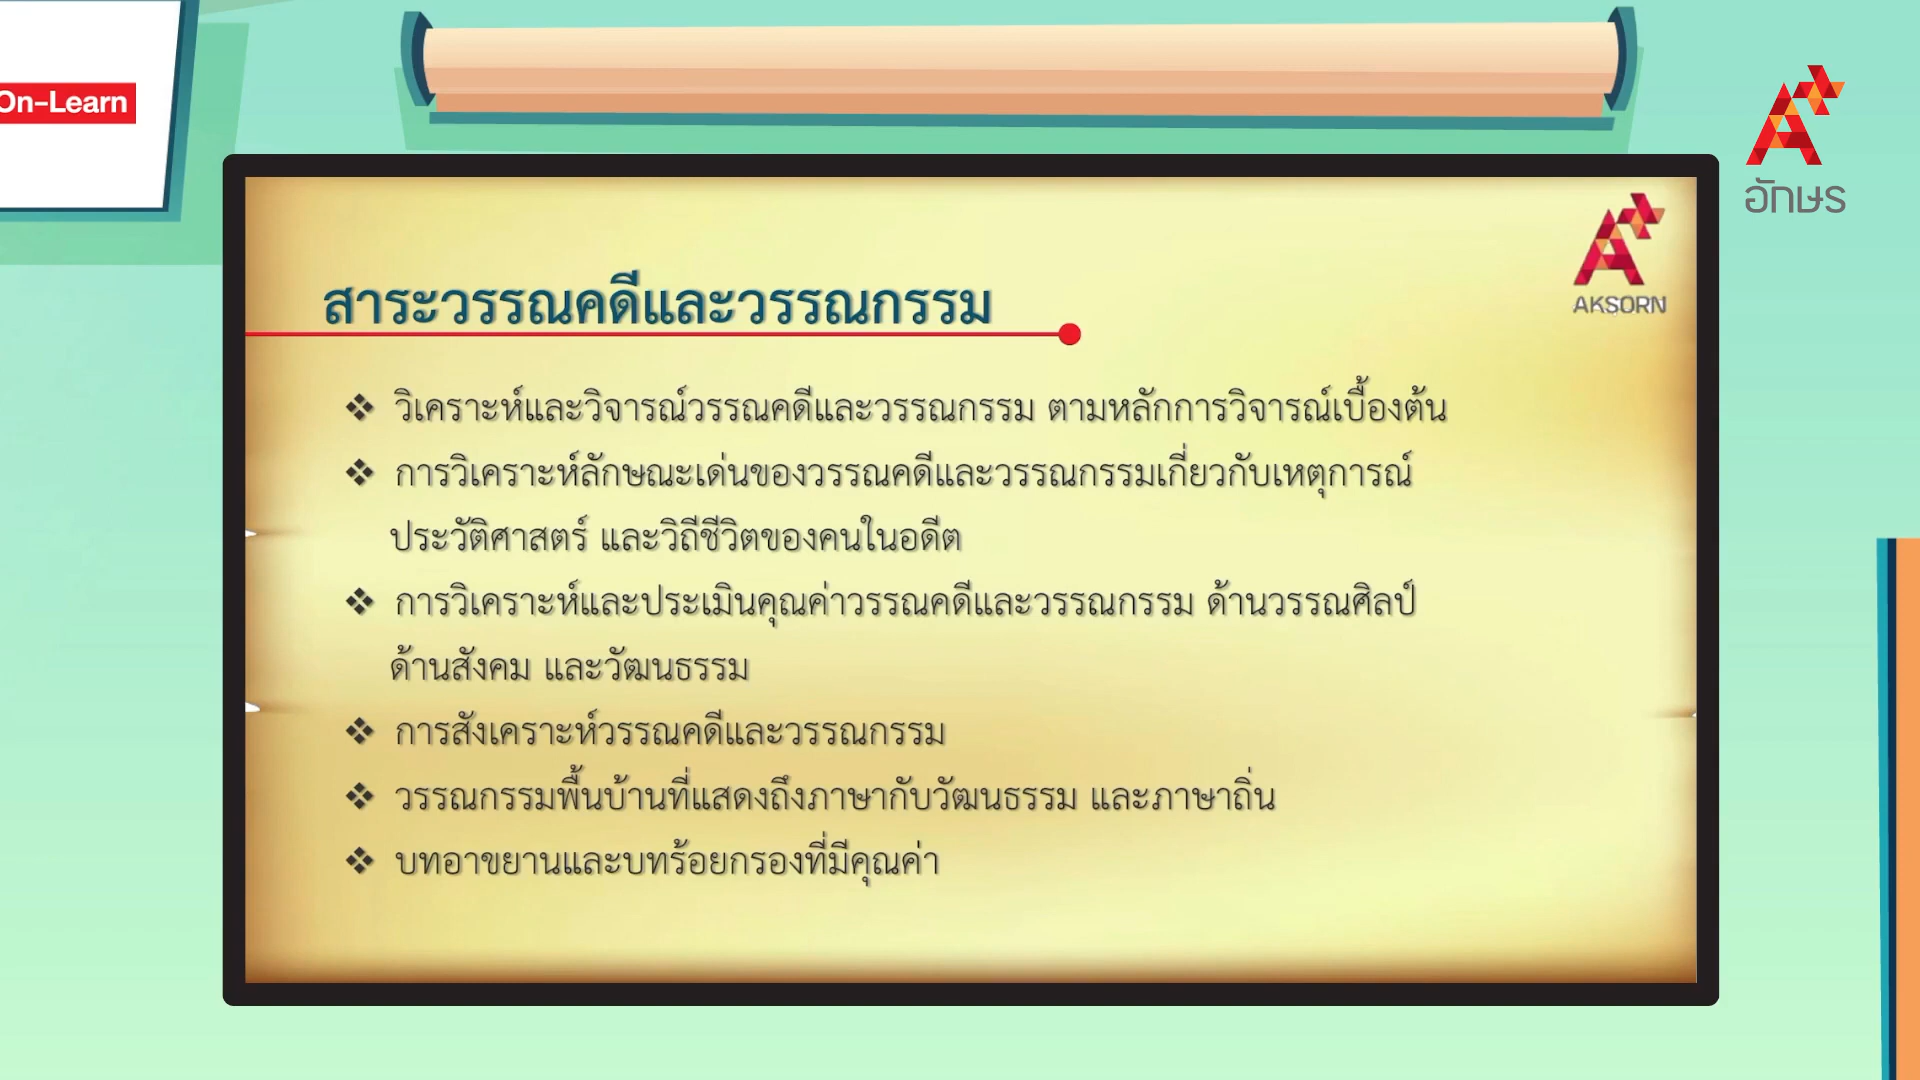 On-Learn
อักษร
AKSORN
สาระวรรณคดีและวรรณกรรม
❖ วิเคราะห์และวิจารณ์วรรณคดีและวรรณกรรม ตามหลักการวิจารณ์เบื้องต้น
❖ การวิเคราะห์ลักษณะเด่นของวรรณคดีและวรรณกรรมเกี่ยวกับเหตุการณ์
ประวัติศาสตร์ และวิถีชีวิตของคนในอดีต
❖ การวิเคราะห์และประเมินคุณค่าวรรณคดีและวรรณกรรม ด้านวรรณศิลป์
ด้านสังคม และวัฒนธรรม
❖ การสังเคราะห์วรรณคดีและวรรณกรรม
❖ วรรณกรรมพื้นบ้านที่แสดงถึงภาษากับวัฒนธรรม และภาษาถิ่น
❖ บทอาขยานและบทร้อยกรองที่มีคุณค่า